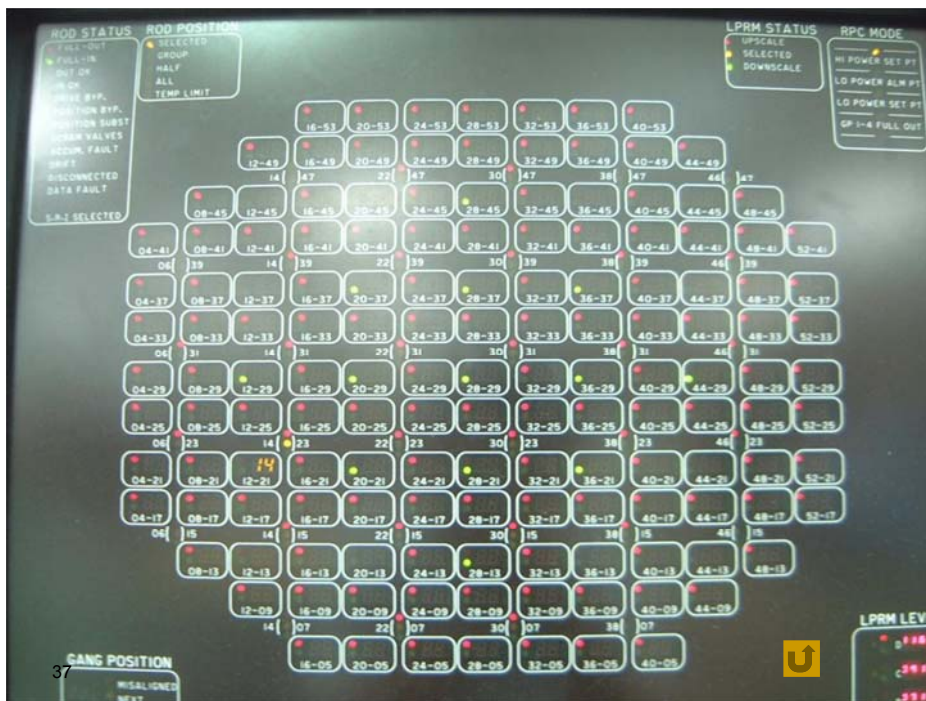 ROD STATUS
FULL-OUT
FULL-IN
OUT OK
IN OK
DRIVE BYP.
POSITION BYP.
POSITION SUBST
SCRAM VALVES
ACCUM. FAULT
DRIFT
DISCONNECTED
DATA FAULT
S-R-I SELECTED
ROD POSITION
SELECTED
GROUP
HALF
ALL
TEMP LIMIT
LPRM STATUS
UPSCALE
SELECTED
DOWNSCALE
RPC MODE
HI POWER SET PT
LO POWER ALM PT
LO POWER SET PT
GP 1-4 FULL OUT
16-53 20-53 24-53 28-53 32-53 36-53 40-53
12-49 16-49 20-49 24-49 28-49 32-49 36-49 40-49 44-49
14 47 22 47 30 47 38 47 46 47
08-45 12-45 16-45 20-45 24-45 28-45 32-45 36-45 40-45 44-45 48-45
04-41 08-41 12-41 16-41 20-41 24-41 28-41 32-41 36-41 40-41 44-41 48-41 52-41
06 39 14 39 22 39 30 39 38 39 46 39
04-37 08-37 12-37 16-37 20-37 24-37 28-37 32-37 36-37 40-37 44-37 48-37 52-37
04-33 08-33 12-33 16-33 20-33 24-33 28-33 32-33 36-33 40-33 44-33 48-33 52-33
06 31 14 31 22 31 30 31 38 31 46 31
04-29 08-29 12-29 16-29 20-29 24-29 28-29 32-29 36-29 40-29 44-29 48-29 52-29
04-25 08-25 12-25 16-25 20-25 24-25 28-25 32-25 36-25 40-25 44-25 48-25 52-25
06 23 14 23 22 23 30 23 38 23 46 23
14
04-21 08-21 12-21 16-21 20-21 24-21 28-21 32-21 36-21 40-21 44-21 48-21 52-21
04-17 08-17 12-17 16-17 20-17 24-17 28-17 32-17 36-17 40-17 44-17 48-17 52-17
06 15 14 15 22 15 30 15 38 15 46 15
08-13 12-13 16-13 20-13 24-13 28-13 32-13 36-13 40-13 44-13 48-13
12-09 16-09 20-09 24-09 28-09 32-09 36-09 40-09 44-09
14 07 22 07 30 07 38 07
16-05 20-05 24-05 28-05 32-05 36-05 40-05
GANG POSITION
MISALIGNED
NEXT
37
LPRM LEV
D
C